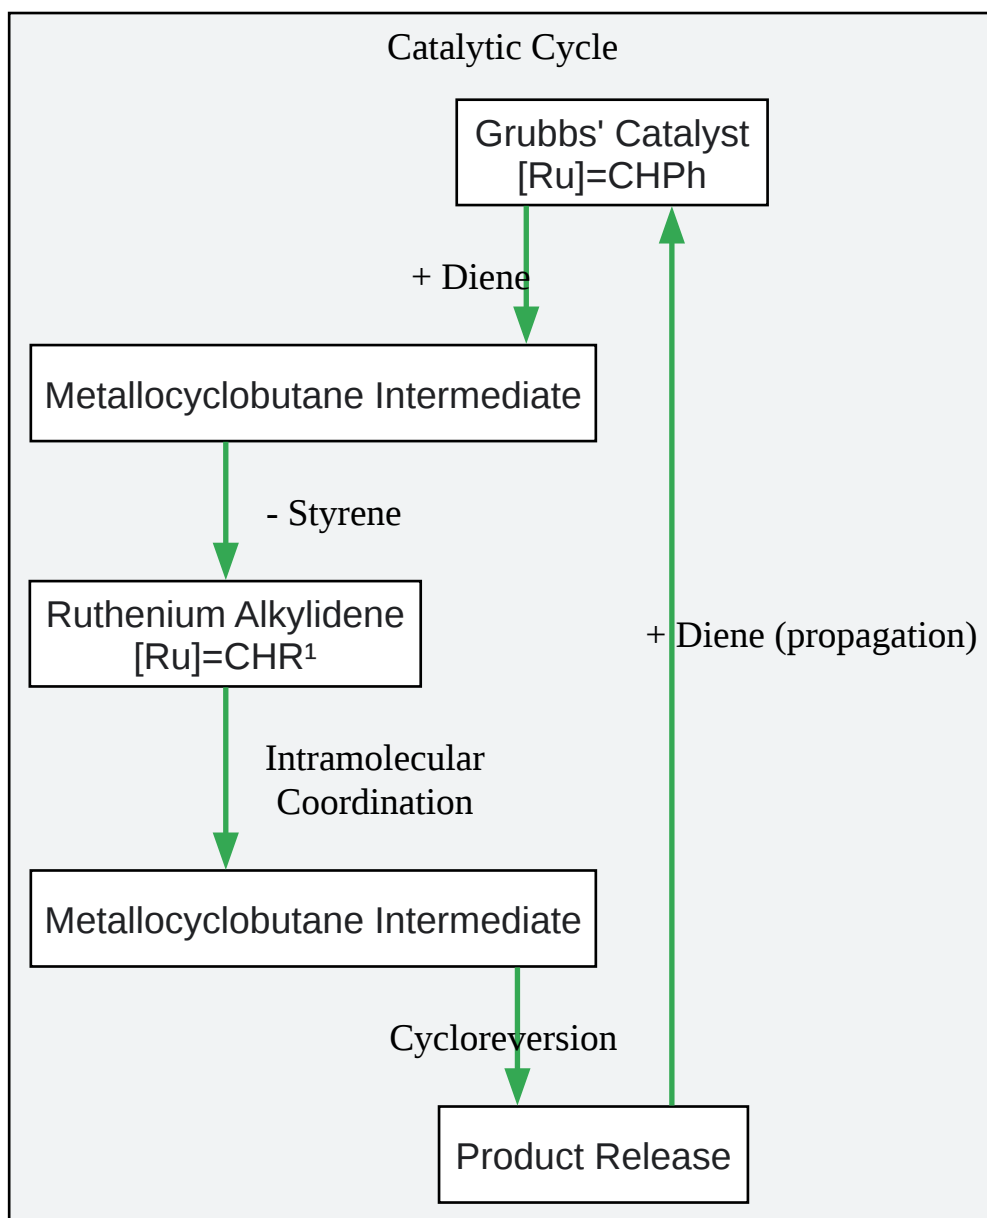 Catalytic Cycle
Grubbs' Catalyst
[Ru]=CHPh
+ Diene
Metallocyclobutane Intermediate
- Styrene
Ruthenium Alkylidene
[Ru]=CHR¹
+ Diene (propagation)
Intramolecular
Coordination
Metallocyclobutane Intermediate
Cycloreversion
Product Release